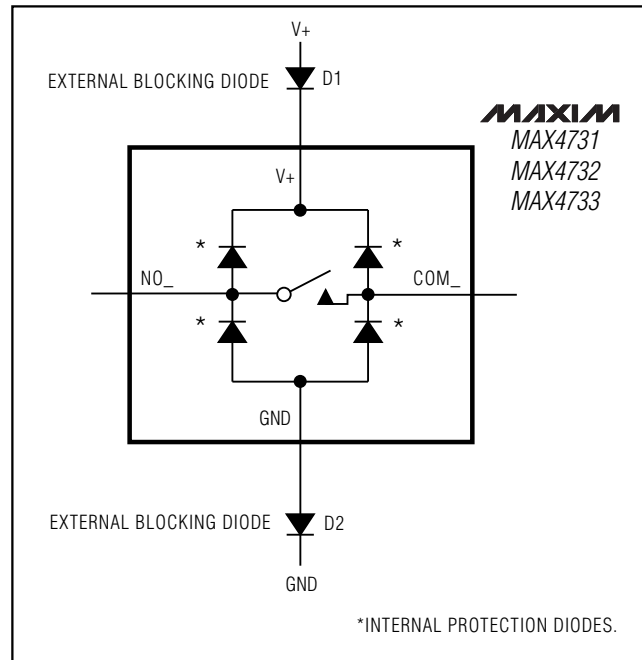 V+
EXTERNAL BLOCKING DIODE D1
MAXIM
MAX4731
MAX4732
MAX4733
V+
* *
NO_ COM_
* *
GND
EXTERNAL BLOCKING DIODE D2
GND
*INTERNAL PROTECTION DIODES.